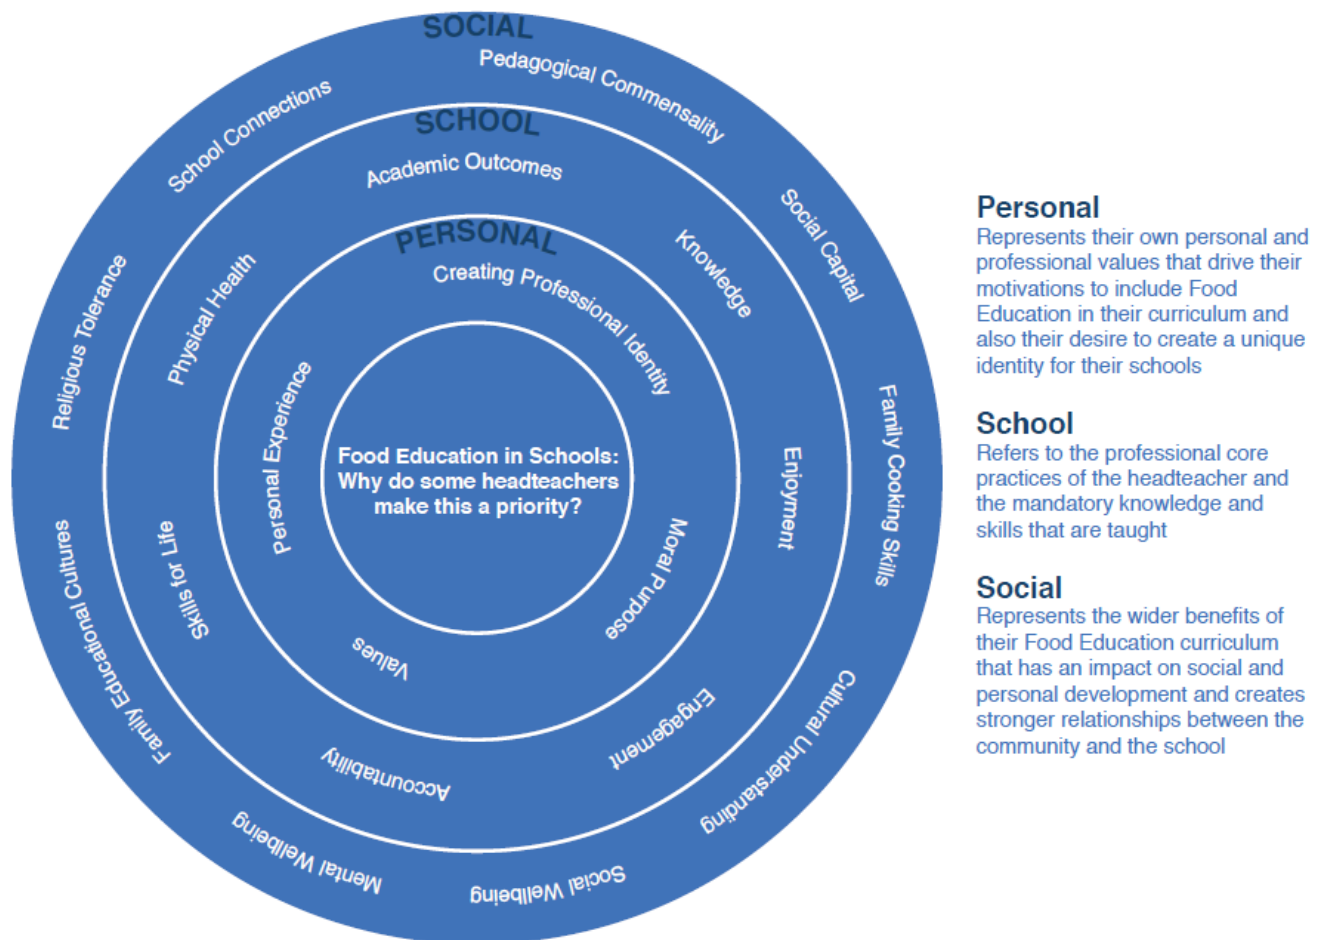 SOCIAL
Pedagogical Commensality
Social Capital
Family Cooking Skills
Cultural Understanding
Social Wellbeing
Mental Wellbeing
Family Educational Cultures
Religious Tolerance
School Connections
SCHOOL
Academic Outcomes
Knowledge
Enjoyment
Engagement
Accountability
Skills for Life
Physical Health
PERSONAL
Creating Professional Identity
Moral Purpose
Values
Personal Experience
Food Education in Schools:
Why do some headteachers
make this a priority?
Personal
Represents their own personal and
professional values that drive their
motivations to include Food
Education in their curriculum and
also their desire to create a unique
identity for their schools
School
Refers to the professional core
practices of the headteacher and
the mandatory knowledge and
skills that are taught
Social
Represents the wider benefits of
their Food Education curriculum
that has an impact on social and
personal development and creates
stronger relationships between the
community and the school